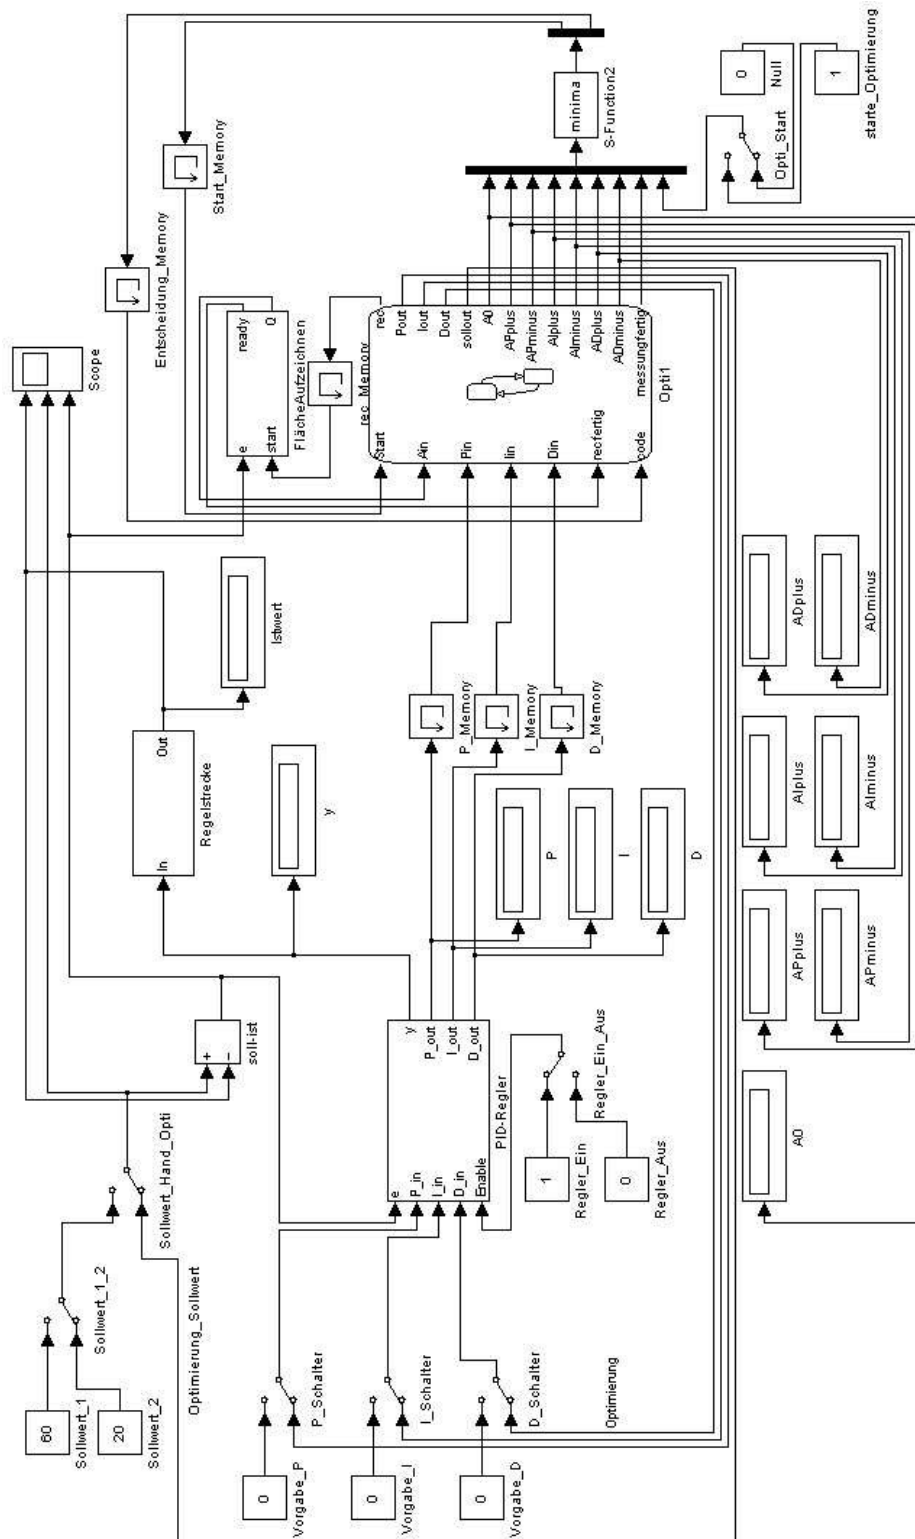 60
Sollwert_1
20
Sollwert_2
Sollwert_1_2
Sollwert_Hand_Opti
Optimierung_Sollwert
+
−
soll-ist
Scope
In
Out
Regelstrecke
Istwert
y
0
Vorgabe_P
P_Schalter
0
Vorgabe_I
I_Schalter
0
Vorgabe_D
D_Schalter
Optimierung
e
P_in
I_in
D_in
Enable
y
P_out
I_out
D_out
PID-Regler
1
Regler_Ein
0
Regler_Aus
Regler_Ein_Aus
P
I
D
P_Memory
I_Memory
D_Memory
Entscheidung_Memory
Start_Memory
e
start
ready
Q
FlächeAufzeichnen
rec_Memory
Start
Ain
Pin
Iin
Din
recfertig
code
rec
Pout
Iout
Dout
sollout
A0
APplus
APminus
AIplus
AIminus
ADplus
ADminus
messungfertig
Opti1
minima
S-Function2
Opti_Start
0
Null
1
starte_Optimierung
A0
APplus
APminus
AIplus
AIminus
ADplus
ADminus